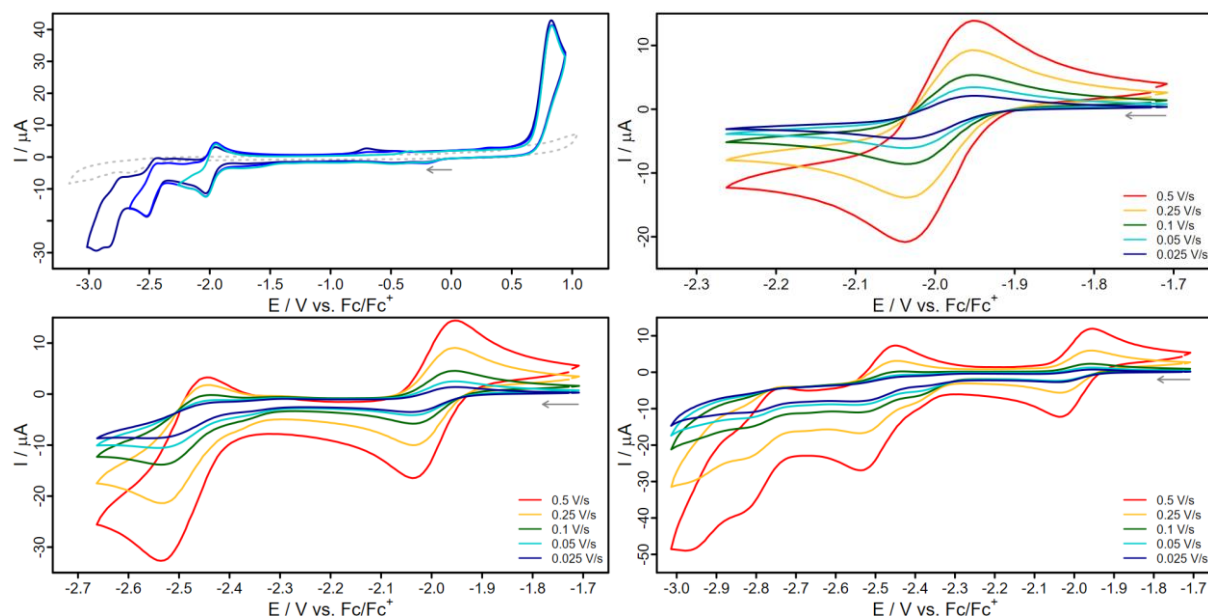 I / µA
40
30
20
10
0
-10
-30
-3.0 -2.5 -2.0 -1.5 -1.0 -0.5 0.0 0.5 1.0
E / V vs. Fc/Fc+
I / µA
10
0
-10
-20
-2.3 -2.2 -2.1 -2.0 -1.9 -1.8 -1.7
E / V vs. Fc/Fc+
0.5 V/s
0.25 V/s
0.1 V/s
0.05 V/s
0.025 V/s
I / µA
10
0
-10
-20
-30
-2.7 -2.6 -2.5 -2.4 -2.3 -2.2 -2.1 -2.0 -1.9 -1.8 -1.7
E / V vs. Fc/Fc+
0.5 V/s
0.25 V/s
0.1 V/s
0.05 V/s
0.025 V/s
I / µA
10
0
-10
-20
-30
-40
-50
-3.0 -2.9 -2.8 -2.7 -2.6 -2.5 -2.4 -2.3 -2.2 -2.1 -2.0 -1.9 -1.8 -1.7
E / V vs. Fc/Fc+
0.5 V/s
0.25 V/s
0.1 V/s
0.05 V/s
0.025 V/s